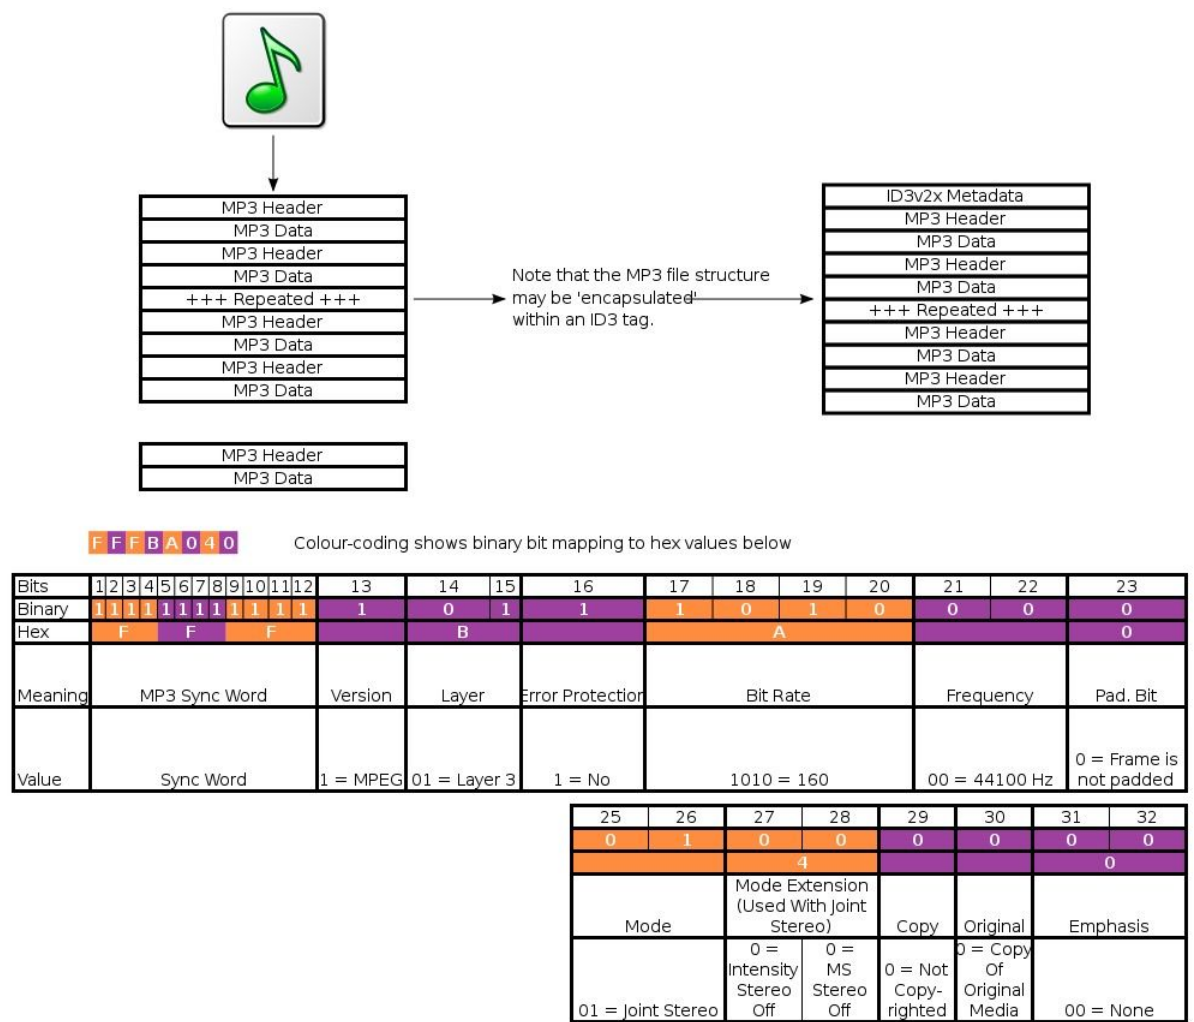 MP3 Header
MP3 Data
MP3 Header
MP3 Data
+++ Repeated +++
MP3 Header
MP3 Data
MP3 Header
MP3 Data
Note that the MP3 file structure
may be 'encapsulated'
within an ID3 tag.
ID3v2x Metadata
MP3 Header
MP3 Data
MP3 Header
MP3 Data
+++ Repeated +++
MP3 Header
MP3 Data
MP3 Header
MP3 Data
MP3 Header
MP3 Data
F F F B A 0 4 0 Colour-coding shows binary bit mapping to hex values below
Bits 1 2 3 4 5 6 7 8 9 10 11 12 13 14 15 16 17 18 19 20 21 22 23
Binary 1 1 1 1 1 1 1 1 1 1 1 1 1 0 1 1 1 0 1 0 0 0 0
Hex F F F B A 0
Meaning MP3 Sync Word Version Layer Error Protection Bit Rate Frequency Pad. Bit
Value Sync Word 1 = MPEG 01 = Layer 3 1 = No 1010 = 160 00 = 44100 Hz 0 = Frame is
not padded
25 26 27 28 29 30 31 32
0 1 0 0 0 0 0 0
4 0
Mode
Mode Extension
(Used With Joint
Stereo)
Copy Original Emphasis
01 = Joint Stereo
0 =
Intensity
Stereo
Off
0 =
MS
Stereo
Off
0 = Not
Copy-
righted
0 = Copy
Of
Original
Media
00 = None